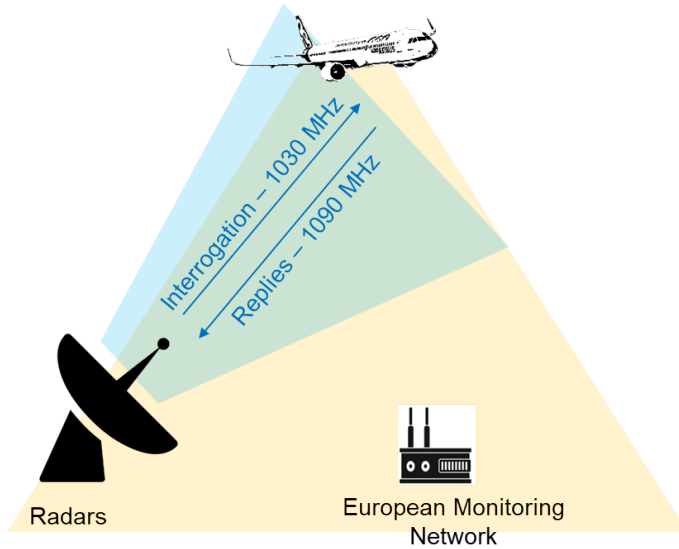 Interrogation – 1030 MHz
Replies – 1090 MHz
Radars
European Monitoring
Network